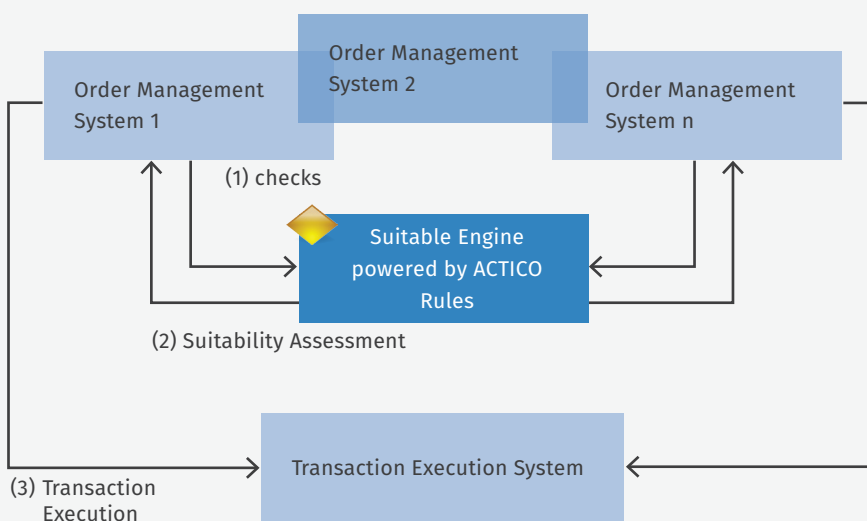 Order Management
System 1
Order Management
System 2
Order Management
System n
(1) checks
Suitable Engine
powered by ACTICO
Rules
(2) Suitability Assessment
Transaction Execution System
(3) Transaction
Execution